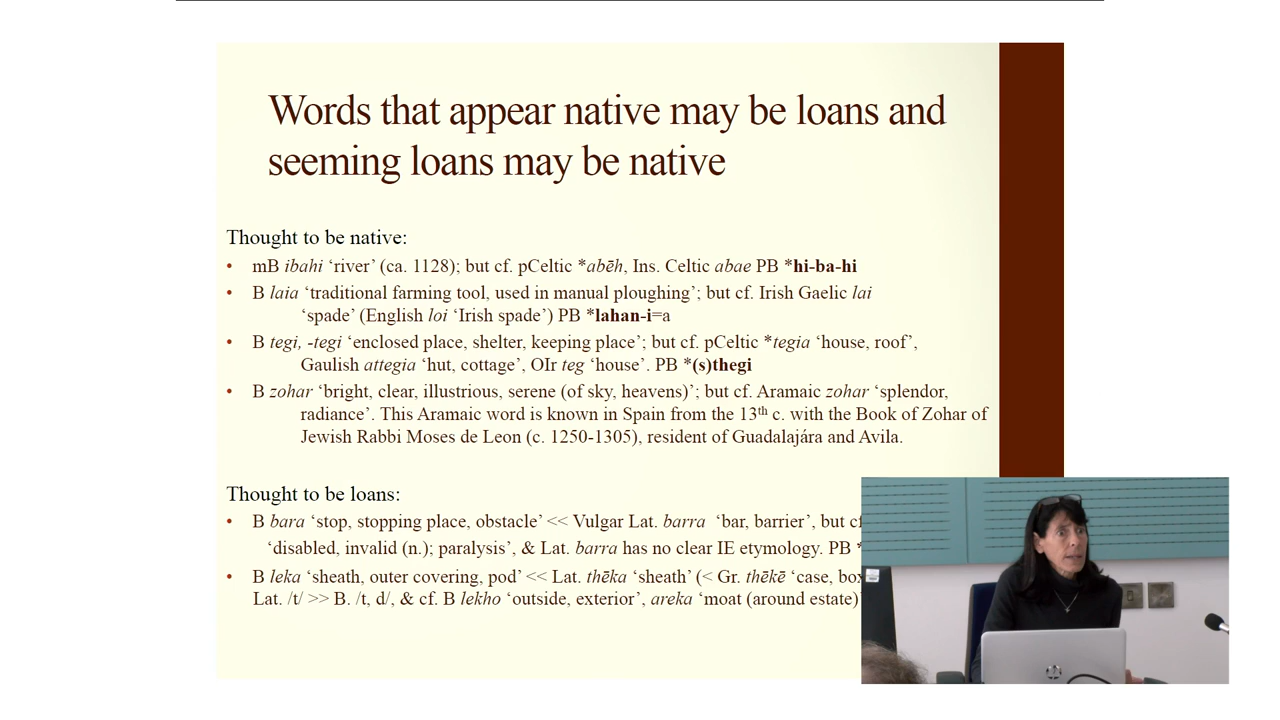 Words that appear native may be loans and
seeming loans may be native
Thought to be native:
• mB ibahi ‘river’ (ca. 1128); but cf. pCeltic *abēh, Ins. Celtic abae PB *hi-ba-hi
• B laia ‘traditional farming tool, used in manual ploughing’; but cf. Irish Gaelic lai
‘spade’ (English loi ‘Irish spade’) PB *lahan-i=a
• B tegi, -tegi ‘enclosed place, shelter, keeping place’; but cf. pCeltic *tegia ‘house, roof’,
Gaulish attegia ‘hut, cottage’, OIr teg ‘house’. PB *(s)thegi
• B zohar ‘bright, clear, illustrious, serene (of sky, heavens)’; but cf. Aramaic zohar ‘splendor,
radiance’. This Aramaic word is known in Spain from the 13th c. with the Book of Zohar of
Jewish Rabbi Moses de Leon (c. 1250-1305), resident of Guadalajára and Avila.
Thought to be loans:
• B bara ‘stop, stopping place, obstacle’ << Vulgar Lat. barra ‘bar, barrier’, but cf
‘disabled, invalid (n.); paralysis’, & Lat. barra has no clear IE etymology. PB *
• B leka ‘sheath, outer covering, pod’ << Lat. thēka ‘sheath’ (< Gr. thēkē ‘case, box
Lat. /t/ >> B. /t, d/, & cf. B lekho ‘outside, exterior’, areka ‘moat (around estate)’
hp